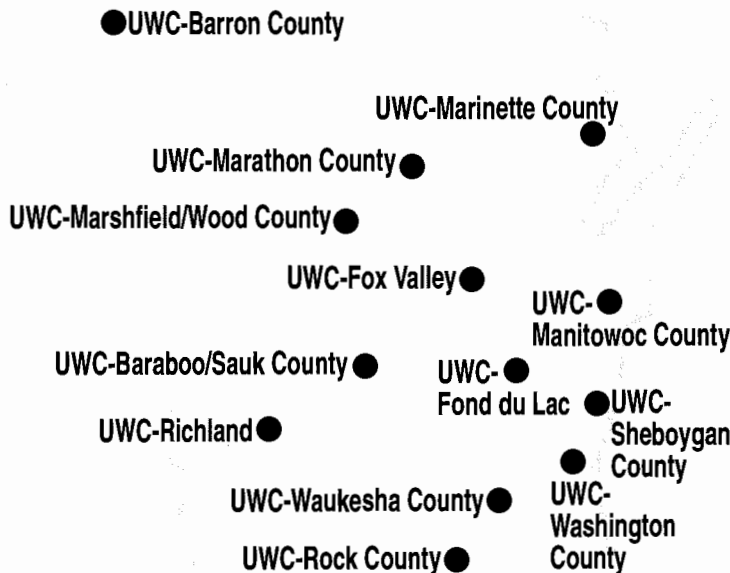 UWC-Barron County
UWC-Marinette County
UWC-Marathon County
UWC-Marshfield/Wood County
UWC-Fox Valley
UWC-
Manitowoc County
UWC-Baraboo/Sauk County
UWC-
Fond du Lac
UWC-
Sheboygan
County
UWC-Richland
UWC-Waukesha County
UWC-
Washington
County
UWC-Rock County